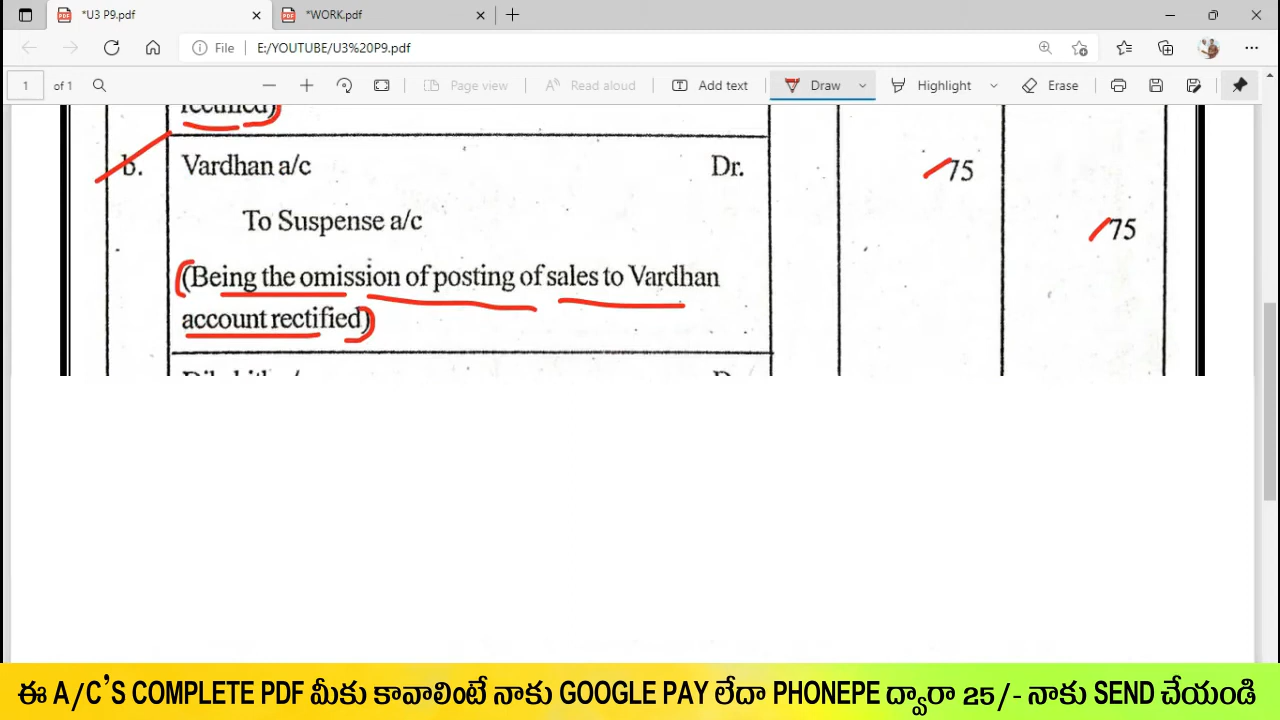 *U3 P9.pdf
*WORK.pdf
File
E:/YOUTUBE/U3%20P9.pdf
1 of 1
Page view
Read aloud
Add text
Draw
Highlight
Erase
rectified)
b.
Vardhan a/c Dr. 75
To Suspense a/c 75
(Being the omission of posting of sales to Vardhan
account rectified)
ఈ A/C'S COMPLETE PDF మీకు కావాలింటే నాకు GOOGLE PAY లేదా PHONEPE ద్వారా 25/- నాకు SEND చేయండి